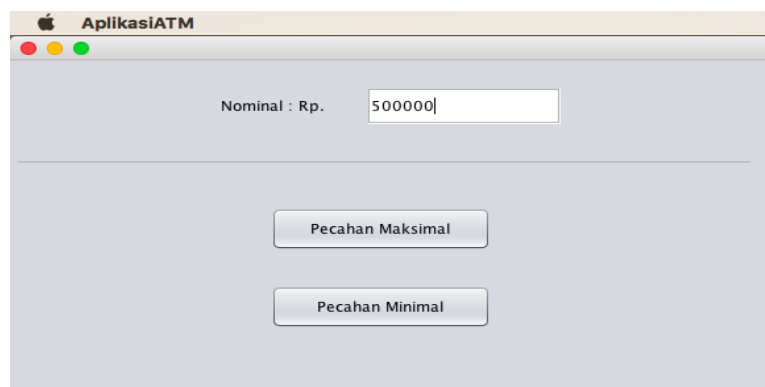 AplikasiATM
Nominal : Rp. 500000
Pecahan Maksimal
Pecahan Minimal